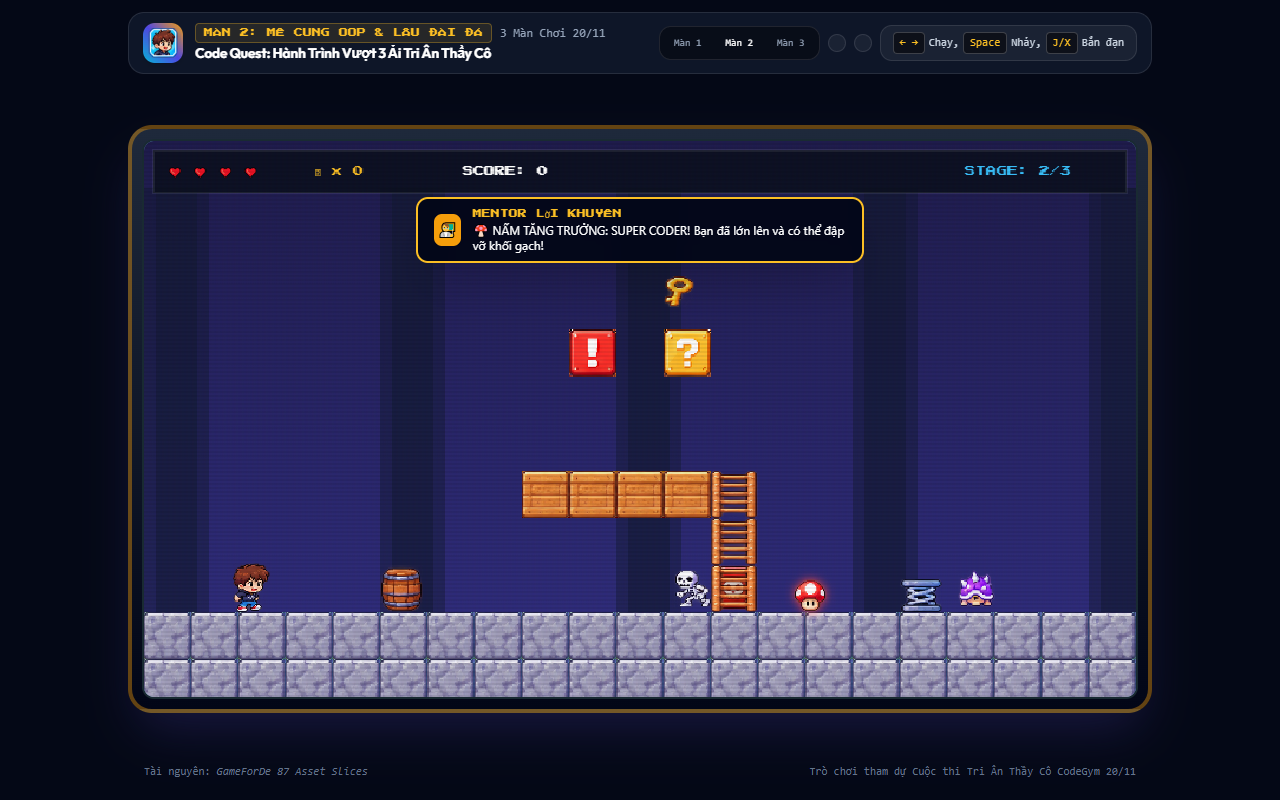 MÀN 2: MÊ CUNG OOP & LÂU ĐÀI ĐÁ 3 Màn Chơi 20/11
Code Quest: Hành Trình Vượt 3 Ải Tri Ân Thầy Cô
Màn 1 Màn 2 Màn 3
← → Chạy, Space Nhảy, J/X Bắn đạn
x 0
SCORE: 0
STAGE: 2/3
MENTOR LỜI KHUYÊN
NẤM TĂNG TRƯỞNG: SUPER CODER! Bạn đã lớn lên và có thể đập
vỡ khối gạch!
! ?
Tài nguyên: GameForDe 87 Asset Slices
Trò chơi tham dự Cuộc thi Tri Ân Thầy Cô CodeGym 20/11